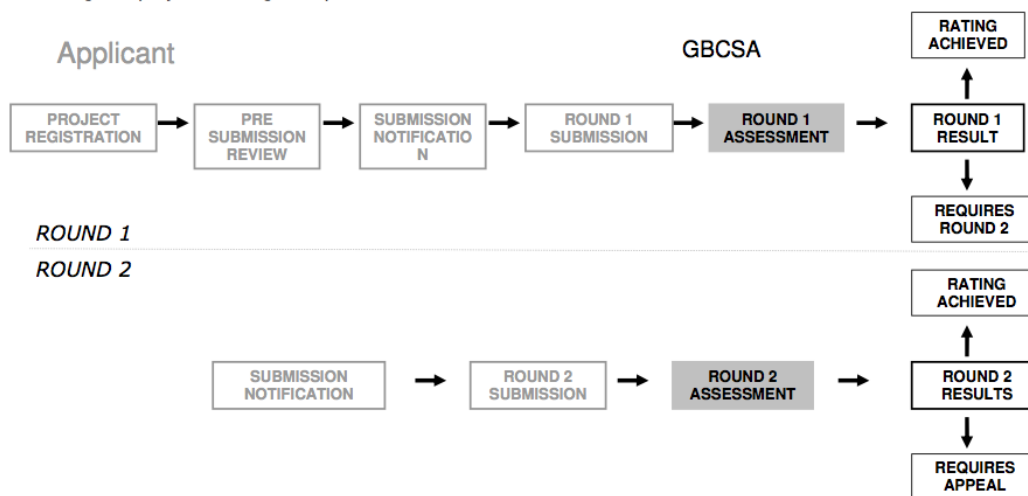 RATING
ACHIEVED
Applicant
GBCSA
PROJECT
REGISTRATION
PRE
SUBMISSION
REVIEW
SUBMISSION
NOTIFICATIO
N
ROUND 1
SUBMISSION
ROUND 1
ASSESSMENT
ROUND 1
RESULT
REQUIRES
ROUND 2
ROUND 1
ROUND 2
RATING
ACHIEVED
SUBMISSION
NOTIFICATION
ROUND 2
SUBMISSION
ROUND 2
ASSESSMENT
ROUND 2
RESULTS
REQUIRES
APPEAL